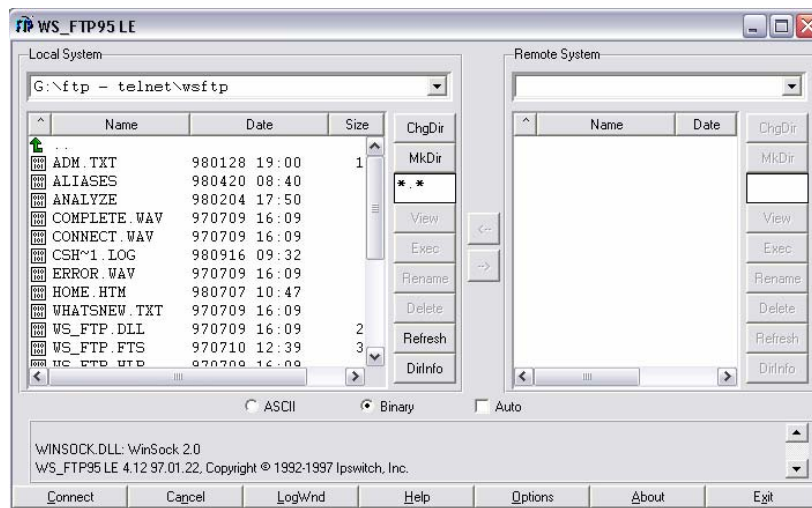 WS_FTP95 LE
Local System
G:\ftp - telnet\wsftp
^ Name Date Size
..
ADM.TXT 980128 19:00 1
ALIASES 980420 08:40
ANALYZE 980204 17:50
COMPLETE.WAV 970709 16:09
CONNECT.WAV 970709 16:09
CSH~1.LOG 980916 09:32
ERROR.WAV 970709 16:09
HOME.HTM 980707 10:47
WHATSNEW.TXT 970709 16:09
WS_FTP.DLL 970709 16:09 2
WS_FTP.FTS 970710 12:39 3
WS_FTP.HLP 970709 16:09
ChgDir
MkDir
*.*
View
Exec
Rename
Delete
Refresh
DirInfo
<--
-->
Remote System
^ Name Date
ChgDir
MkDir
View
Exec
Rename
Delete
Refresh
DirInfo
ASCII Binary Auto
WINSOCK.DLL: WinSock 2.0
WS_FTP95 LE 4.12 97.01.22, Copyright © 1992-1997 Ipswitch, Inc.
Connect Cancel LogWnd Help Options About Exit